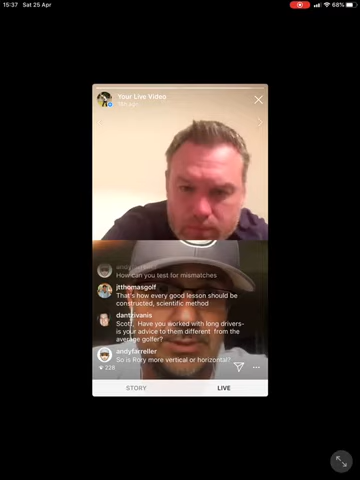 15:37 Sat 25 Apr
68%
Your Live Video
18h ago
How can you test for mismatches
jtthomasgolf
That's how every good lesson should be
constructed, scientific method
Scott, Have you worked with long drivers-
is your advice to them different from the
average golfer?
andyfarreller
So is Rory more vertical or horizontal?
228
STORY
LIVE